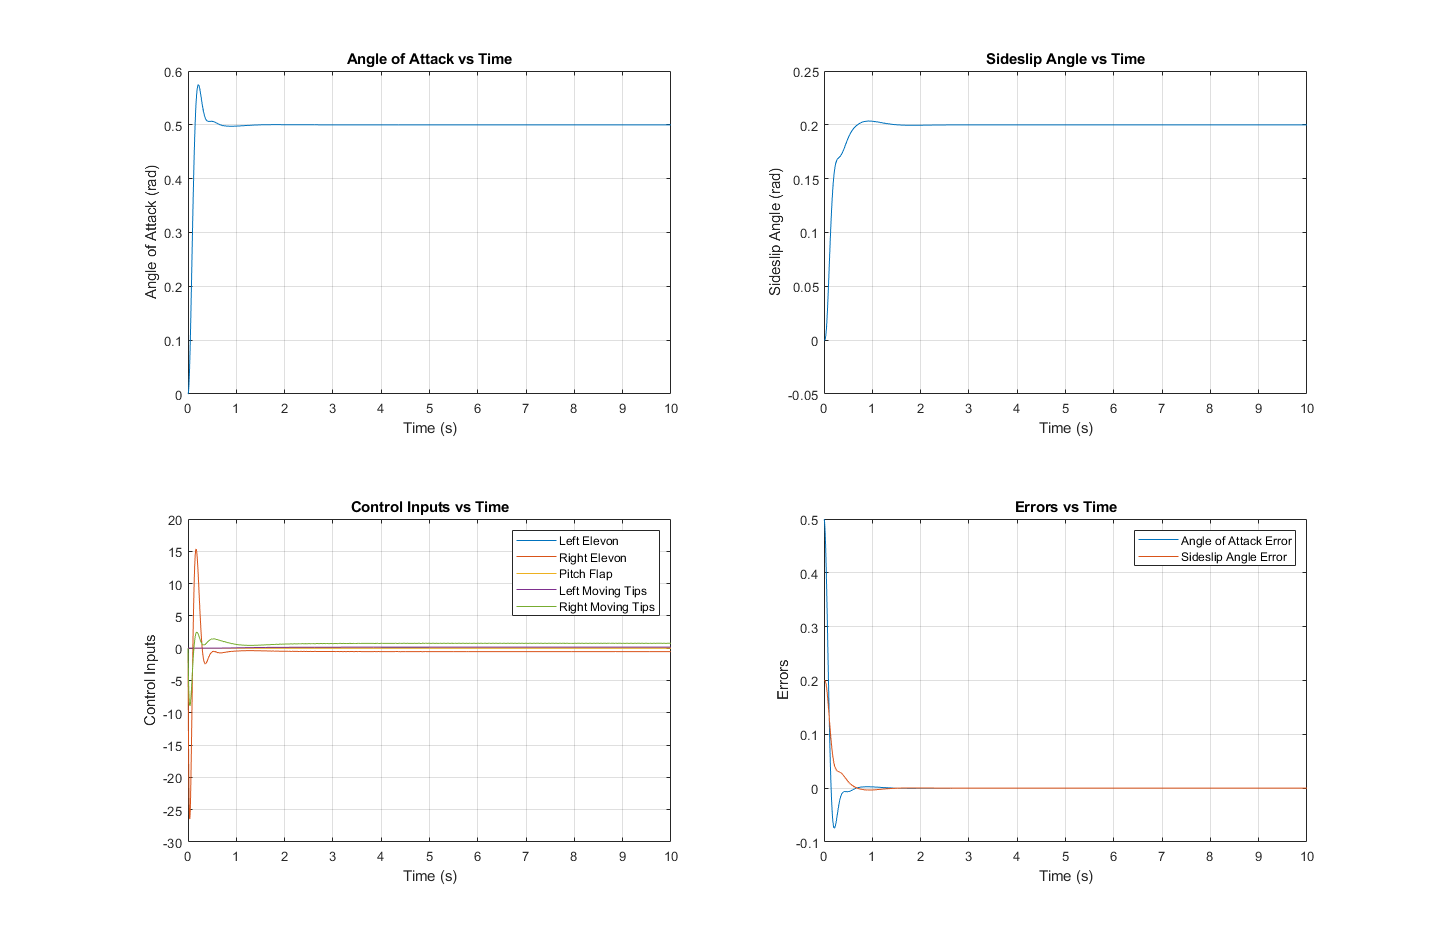 Angle of Attack vs Time
0.6
0.5
0.4
0.3
0.2
0.1
0
Angle of Attack (rad)
0 1 2 3 4 5 6 7 8 9 10
Time (s)
Sideslip Angle vs Time
0.25
0.2
0.15
0.1
0.05
0
-0.05
Sideslip Angle (rad)
0 1 2 3 4 5 6 7 8 9 10
Time (s)
Control Inputs vs Time
20
15
10
5
0
-5
-10
-15
-20
-25
-30
Control Inputs
Left Elevon
Right Elevon
Pitch Flap
Left Moving Tips
Right Moving Tips
0 1 2 3 4 5 6 7 8 9 10
Time (s)
Errors vs Time
0.5
0.4
0.3
0.2
0.1
0
-0.1
Errors
Angle of Attack Error
Sideslip Angle Error
0 1 2 3 4 5 6 7 8 9 10
Time (s)